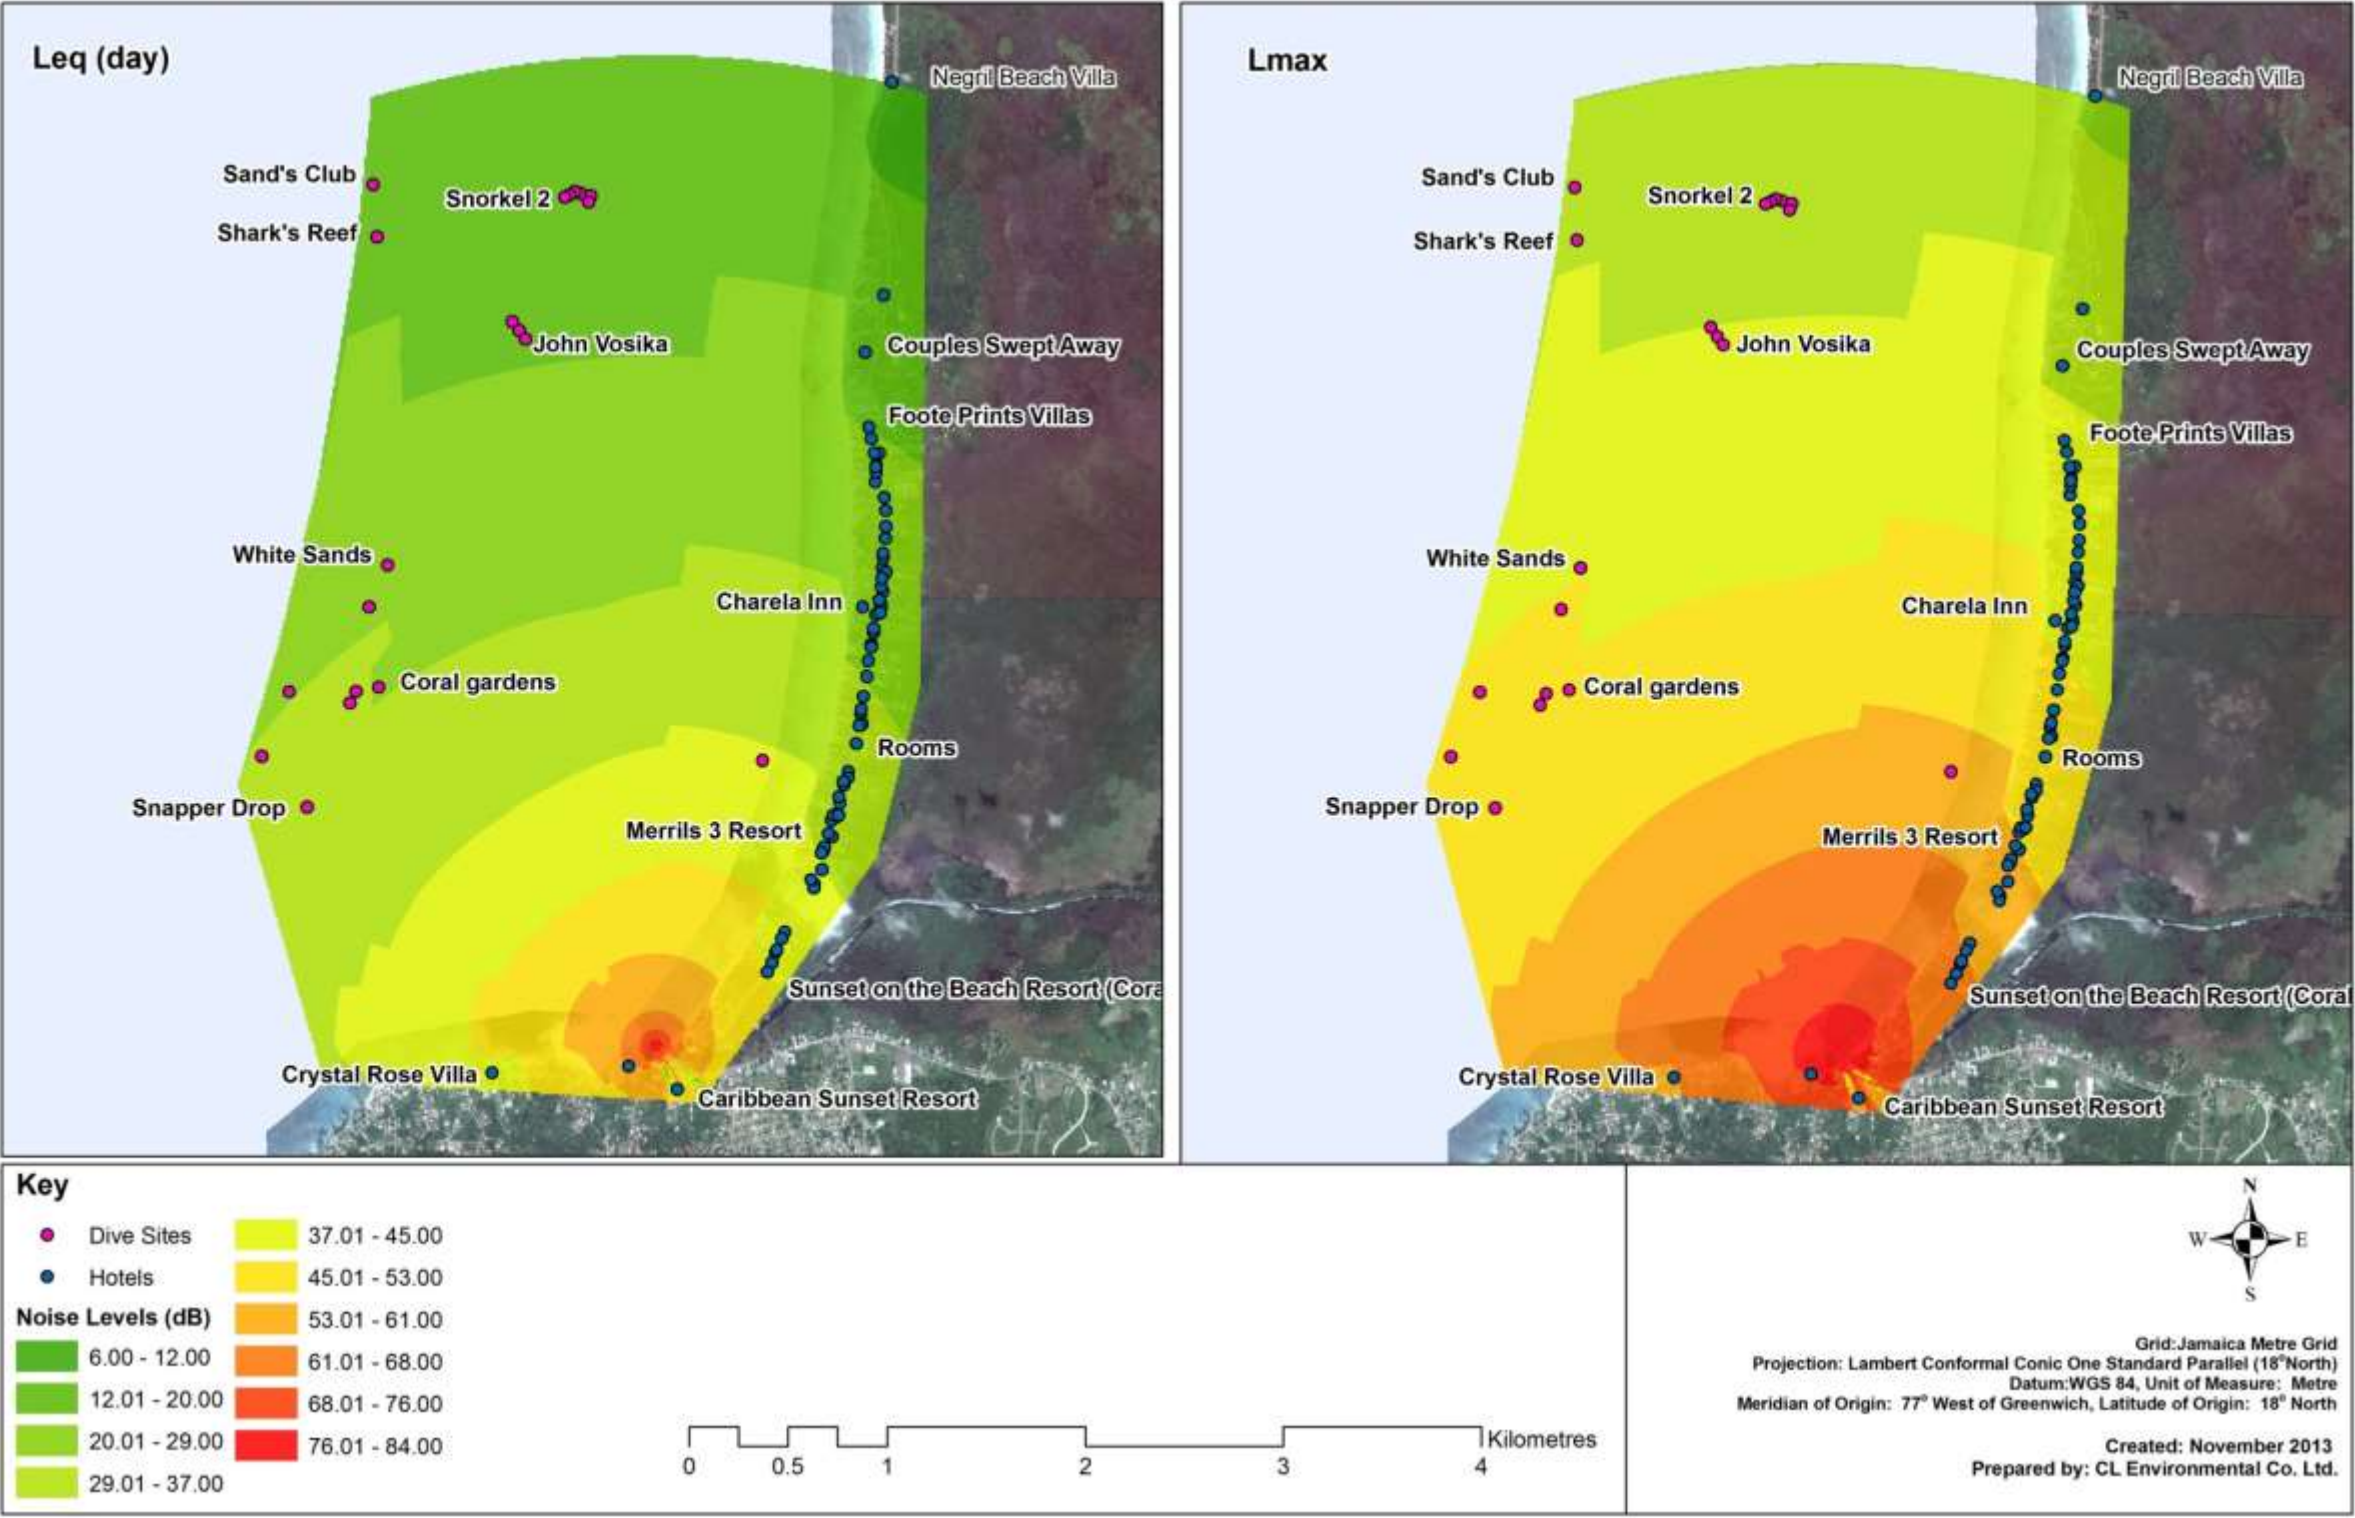 Leq (day)
Negril Beach Villa
Sand's Club
Snorkel 2
Shark's Reef
John Vosika
Couples Swept Away
Foote Prints Villas
White Sands
Charela Inn
Coral gardens
Rooms
Snapper Drop
Merrils 3 Resort
Sunset on the Beach Resort (Cora
Crystal Rose Villa
Caribbean Sunset Resort
Lmax
Negril Beach Villa
Sand's Club
Snorkel 2
Shark's Reef
John Vosika
Couples Swept Away
Foote Prints Villas
White Sands
Charela Inn
Coral gardens
Rooms
Snapper Drop
Merrils 3 Resort
Sunset on the Beach Resort (Coral
Crystal Rose Villa
Caribbean Sunset Resort
Key
Dive Sites
Hotels
Noise Levels (dB)
6.00 - 12.00
12.01 - 20.00
20.01 - 29.00
29.01 - 37.00
37.01 - 45.00
45.01 - 53.00
53.01 - 61.00
61.01 - 68.00
68.01 - 76.00
76.01 - 84.00
Kilometres
0 0.5 1 2 3 4
N
W E
S
Grid:Jamaica Metre Grid
Projection: Lambert Conformal Conic One Standard Parallel (18°North)
Datum:WGS 84, Unit of Measure: Metre
Meridian of Origin: 77° West of Greenwich, Latitude of Origin: 18° North
Created: November 2013
Prepared by: CL Environmental Co. Ltd.